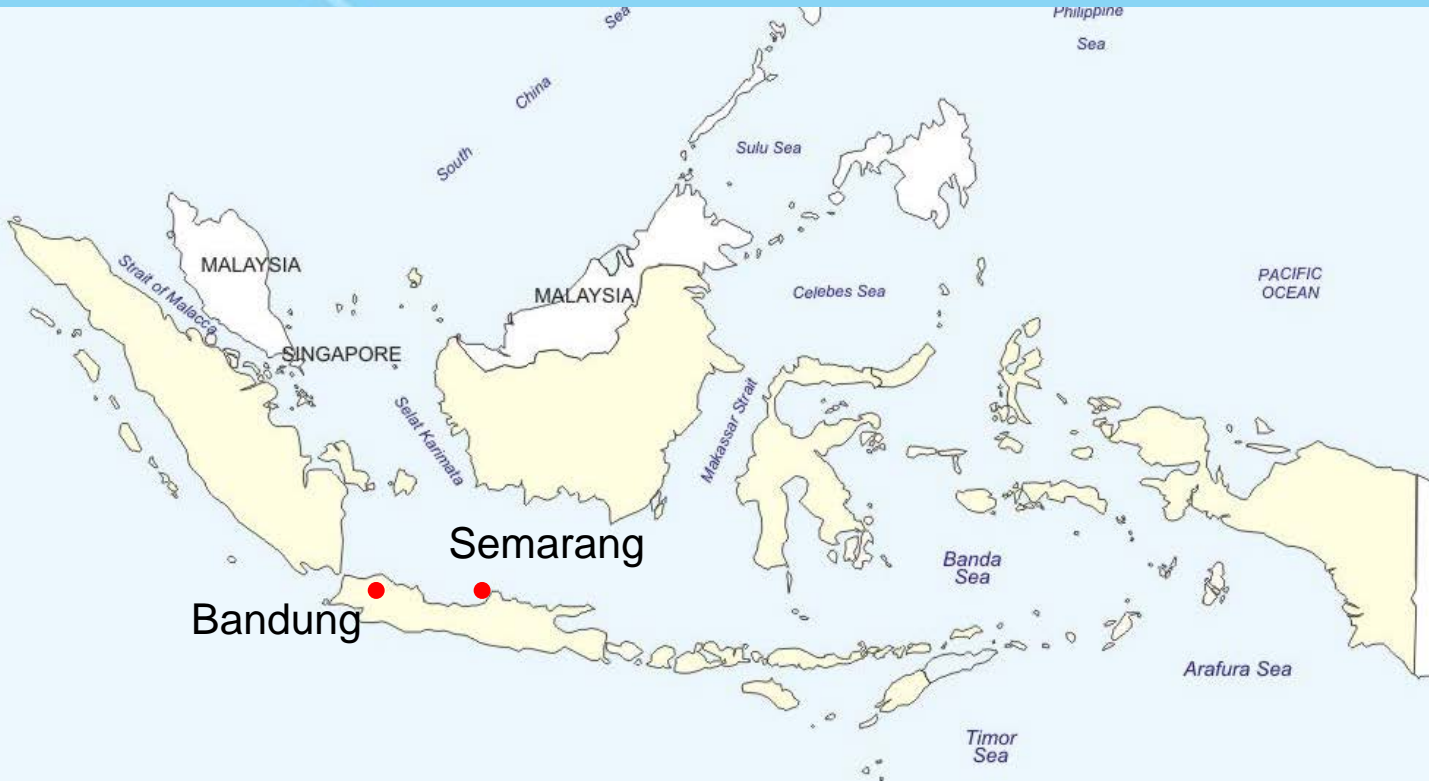 Sea
Philippine
Sea
China
South
Sulu Sea
MALAYSIA
Strait of Malacca
MALAYSIA
Celebes Sea
PACIFIC
OCEAN
SINGAPORE
Selat Karimata
Makassar Strait
Semarang
Banda
Sea
Bandung
Arafura Sea
Timor
Sea